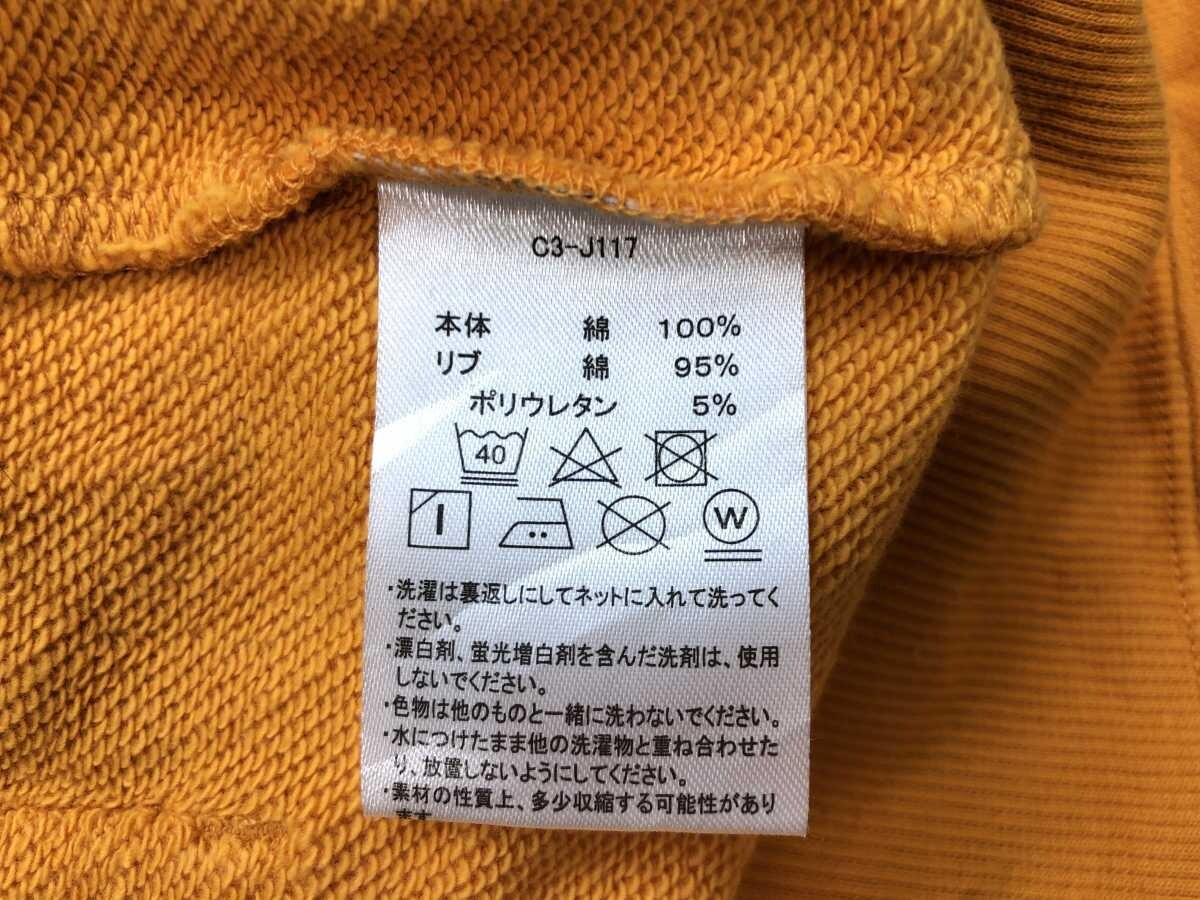 C3-J117
本体 綿 100%
リブ 綿 95%
ポリウレタン 5%
40
W
・洗濯は裏返しにしてネットに入れて洗ってく
ださい。
・漂白剤、蛍光増白剤を含んだ洗剤は、使用
しないでください。
・色物は他のものと一緒に洗わないでください。
・水につけたまま他の洗濯物と重ね合わせた
り、放置しないようにしてください。
・素材の性質上、多少収縮する可能性があり
ます。